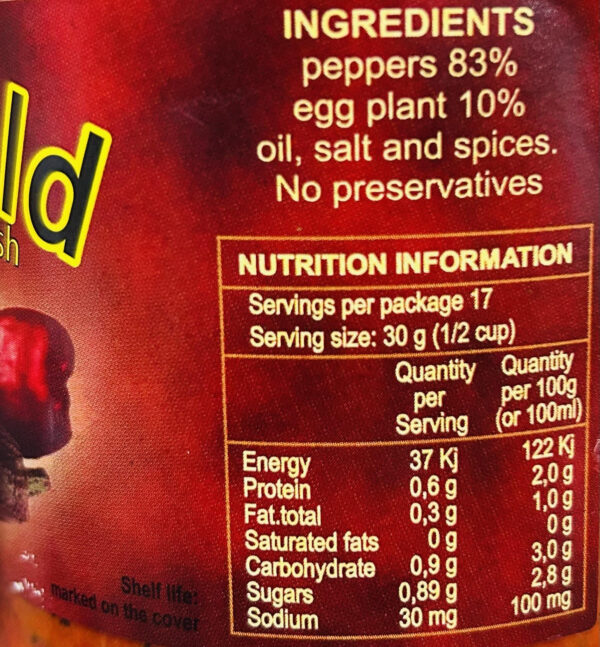 INGREDIENTS
peppers 83%
egg plant 10%
oil, salt and spices.
No preservatives
ld
sh
NUTRITION INFORMATION
Servings per package 17
Serving size: 30 g (1/2 cup)
Quantity per Serving Quantity per 100g (or 100ml)
Energy 37 Kj 122 Kj
Protein 0,6 g 2,0 g
Fat.total 0,3 g 1,0 g
Saturated fats 0 g 0 g
Carbohydrate 0,9 g 3,0 g
Sugars 0,89 g 2,8 g
Sodium 30 mg 100 mg
Shelf life:
marked on the cover